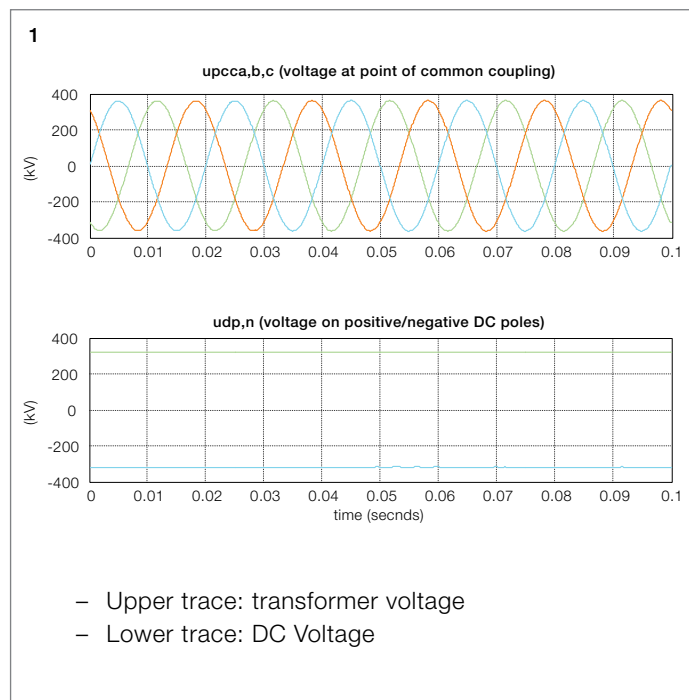 1
upcca,b,c (voltage at point of common coupling)
400
200
0
-200
-400
(kV)
0 0.01 0.02 0.03 0.04 0.05 0.06 0.07 0.08 0.09 0.1
udp,n (voltage on positive/negative DC poles)
400
200
0
-200
-400
(kV)
0 0.01 0.02 0.03 0.04 0.05 0.06 0.07 0.08 0.09 0.1
time (secnds)
– Upper trace: transformer voltage
– Lower trace: DC Voltage